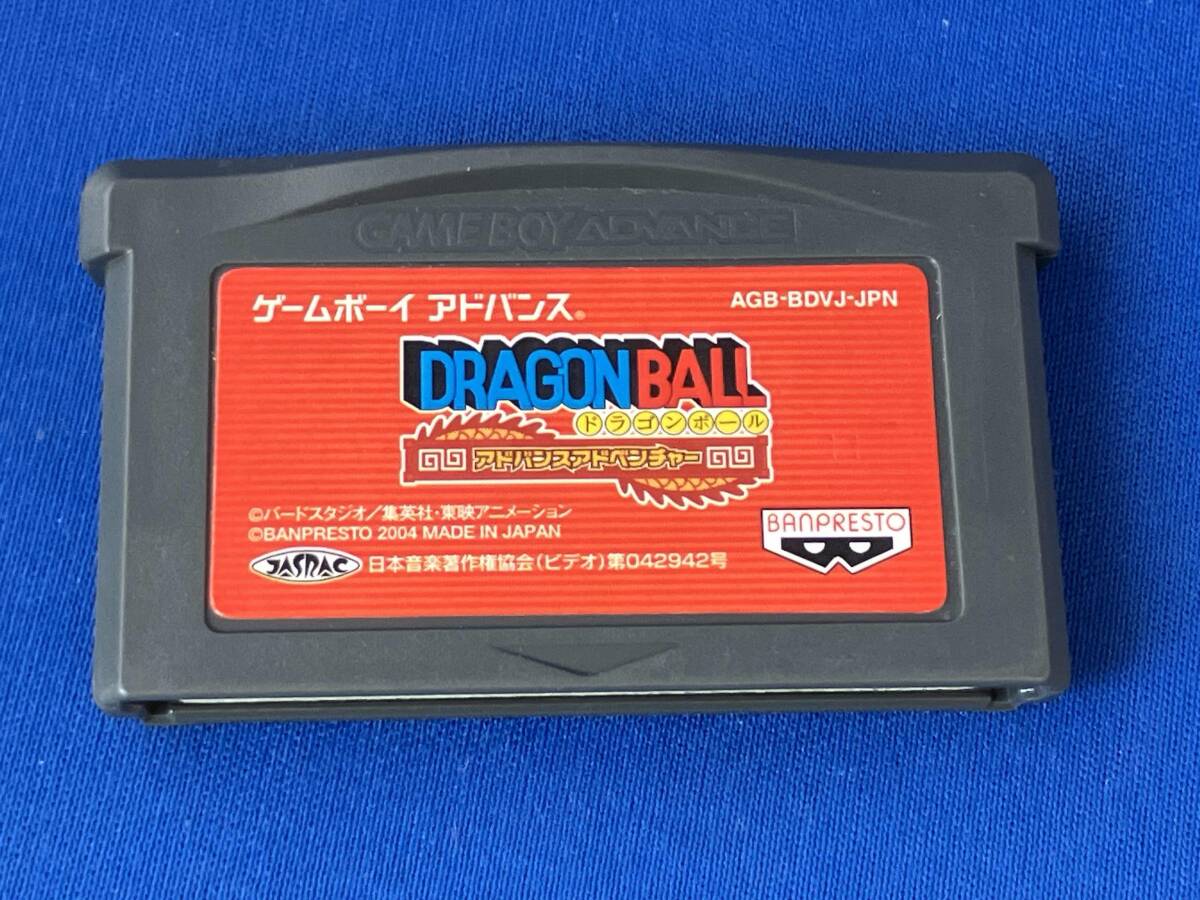 GAME BOY ADVANCE
ゲームボーイ アドバンス®
AGB-BDVJ-JPN
DRAGON BALL
ドラゴンボール
アドバンスアドベンチャー
©バードスタジオ/集英社・東映アニメーション
©BANPRESTO 2004 MADE IN JAPAN
BANPRESTO
JASRAC 日本音楽著作権協会(ビデオ)第042942号